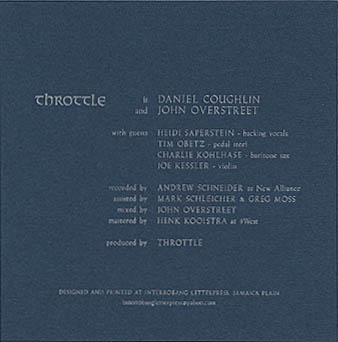 THROTTLE is DANIEL COUGHLIN
and JOHN OVERSTREET
with guests HEIDI SAPERSTEIN - backing vocals
TIM OBETZ - pedal steel
CHARLIE KOHLHASE - baritone sax
JOE KESSLER - violin
recorded by ANDREW SCHNEIDER at New Alliance
assisted by MARK SCHLEICHER & GREG MOSS
mixed by JOHN OVERSTREET
mastered by HENK KOOISTRA at 9West
produced by THROTTLE
DESIGNED AND PRINTED AT INTERROBANG LETTERPRESS, JAMAICA PLAIN
interrobangletterpress@yahoo.com